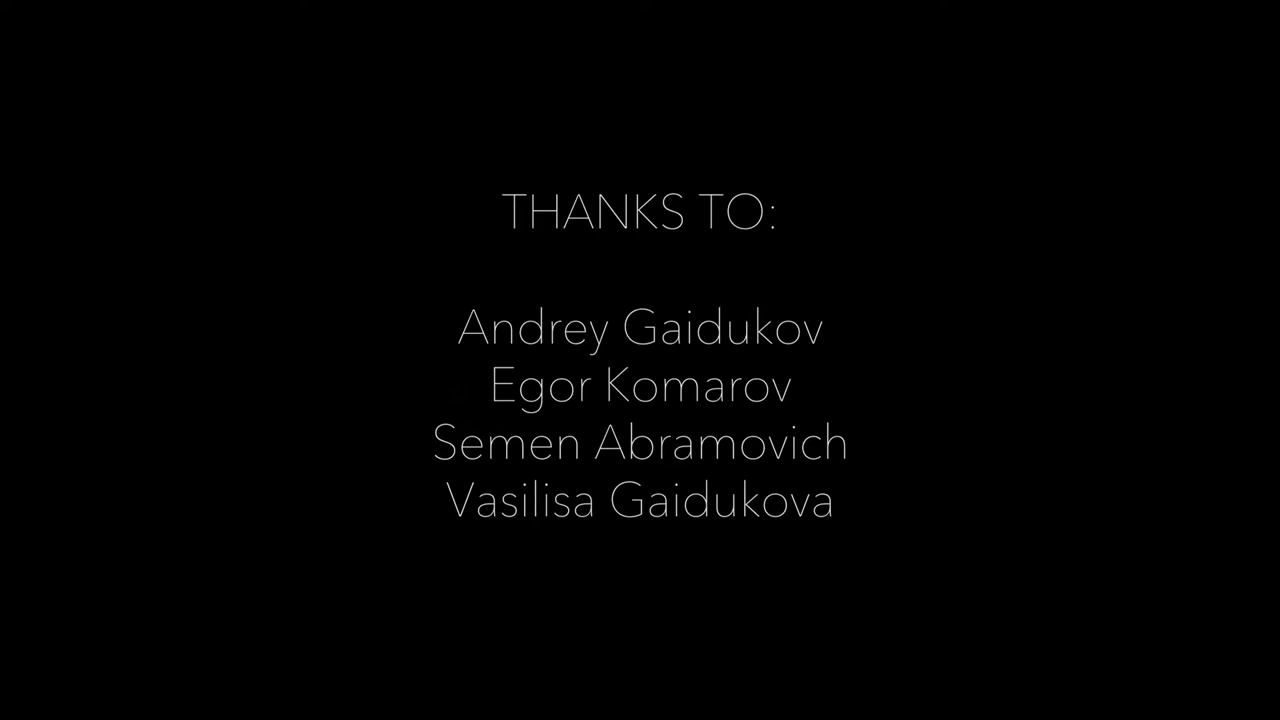 THANKS TO:
Andrey Gaidukov
Egor Komarov
Semen Abramovich
Vasilisa Gaidukova